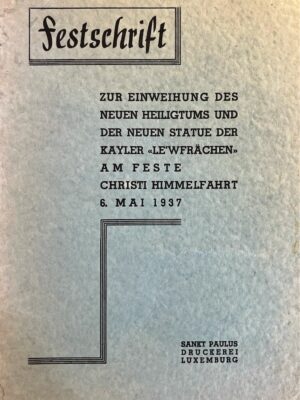 Festschrift
ZUR EINWEIHUNG DES
NEUEN HEILIGTUMS UND
DER NEUEN STATUE DER
KAYLER «LE'WFRÄCHEN»
AM FESTE
CHRISTI HIMMELFAHRT
6. MAI 1937
SANKT PAULUS
DRUCKEREI
LUXEMBURG